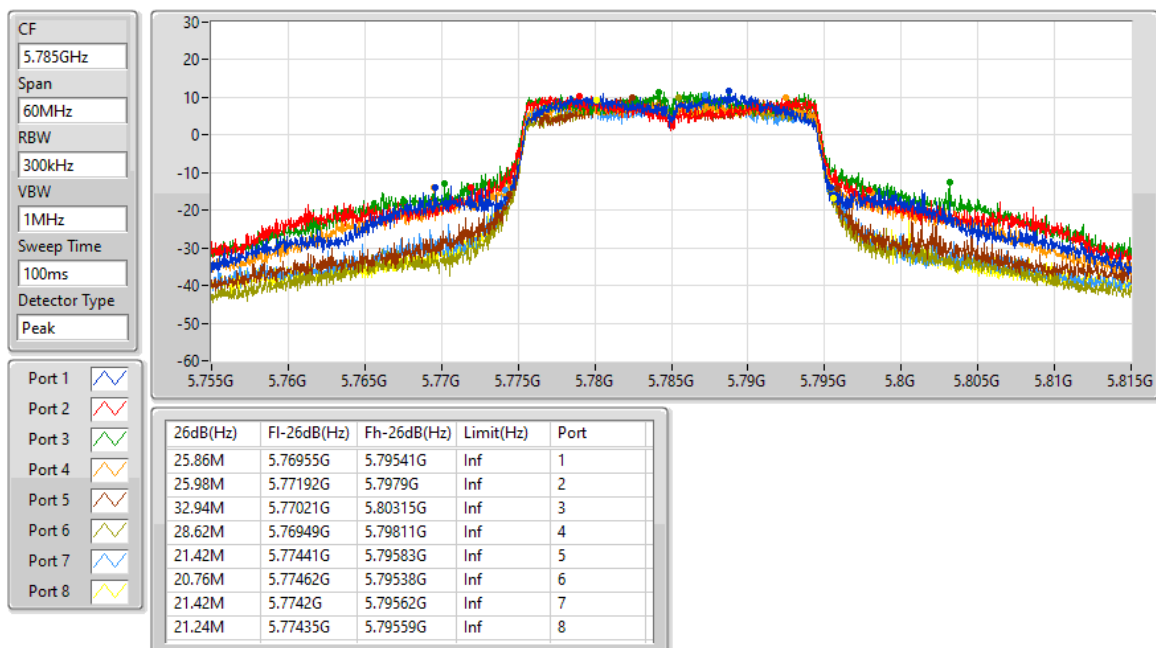 CF
5.785GHz
Span
60MHz
RBW
300kHz
VBW
1MHz
Sweep Time
100ms
Detector Type
Peak
30
20
10
0
-10
-20
-30
-40
-50
-60
5.755G 5.76G 5.765G 5.77G 5.775G 5.78G 5.785G 5.79G 5.795G 5.8G 5.805G 5.81G 5.815G
Port 1
Port 2
Port 3
Port 4
Port 5
Port 6
Port 7
Port 8
26dB(Hz) Fl-26dB(Hz) Fh-26dB(Hz) Limit(Hz) Port
25.86M 5.76955G 5.79541G Inf 1
25.98M 5.77192G 5.7979G Inf 2
32.94M 5.77021G 5.80315G Inf 3
28.62M 5.76949G 5.79811G Inf 4
21.42M 5.77441G 5.79583G Inf 5
20.76M 5.77462G 5.79538G Inf 6
21.42M 5.7742G 5.79562G Inf 7
21.24M 5.77435G 5.79559G Inf 8